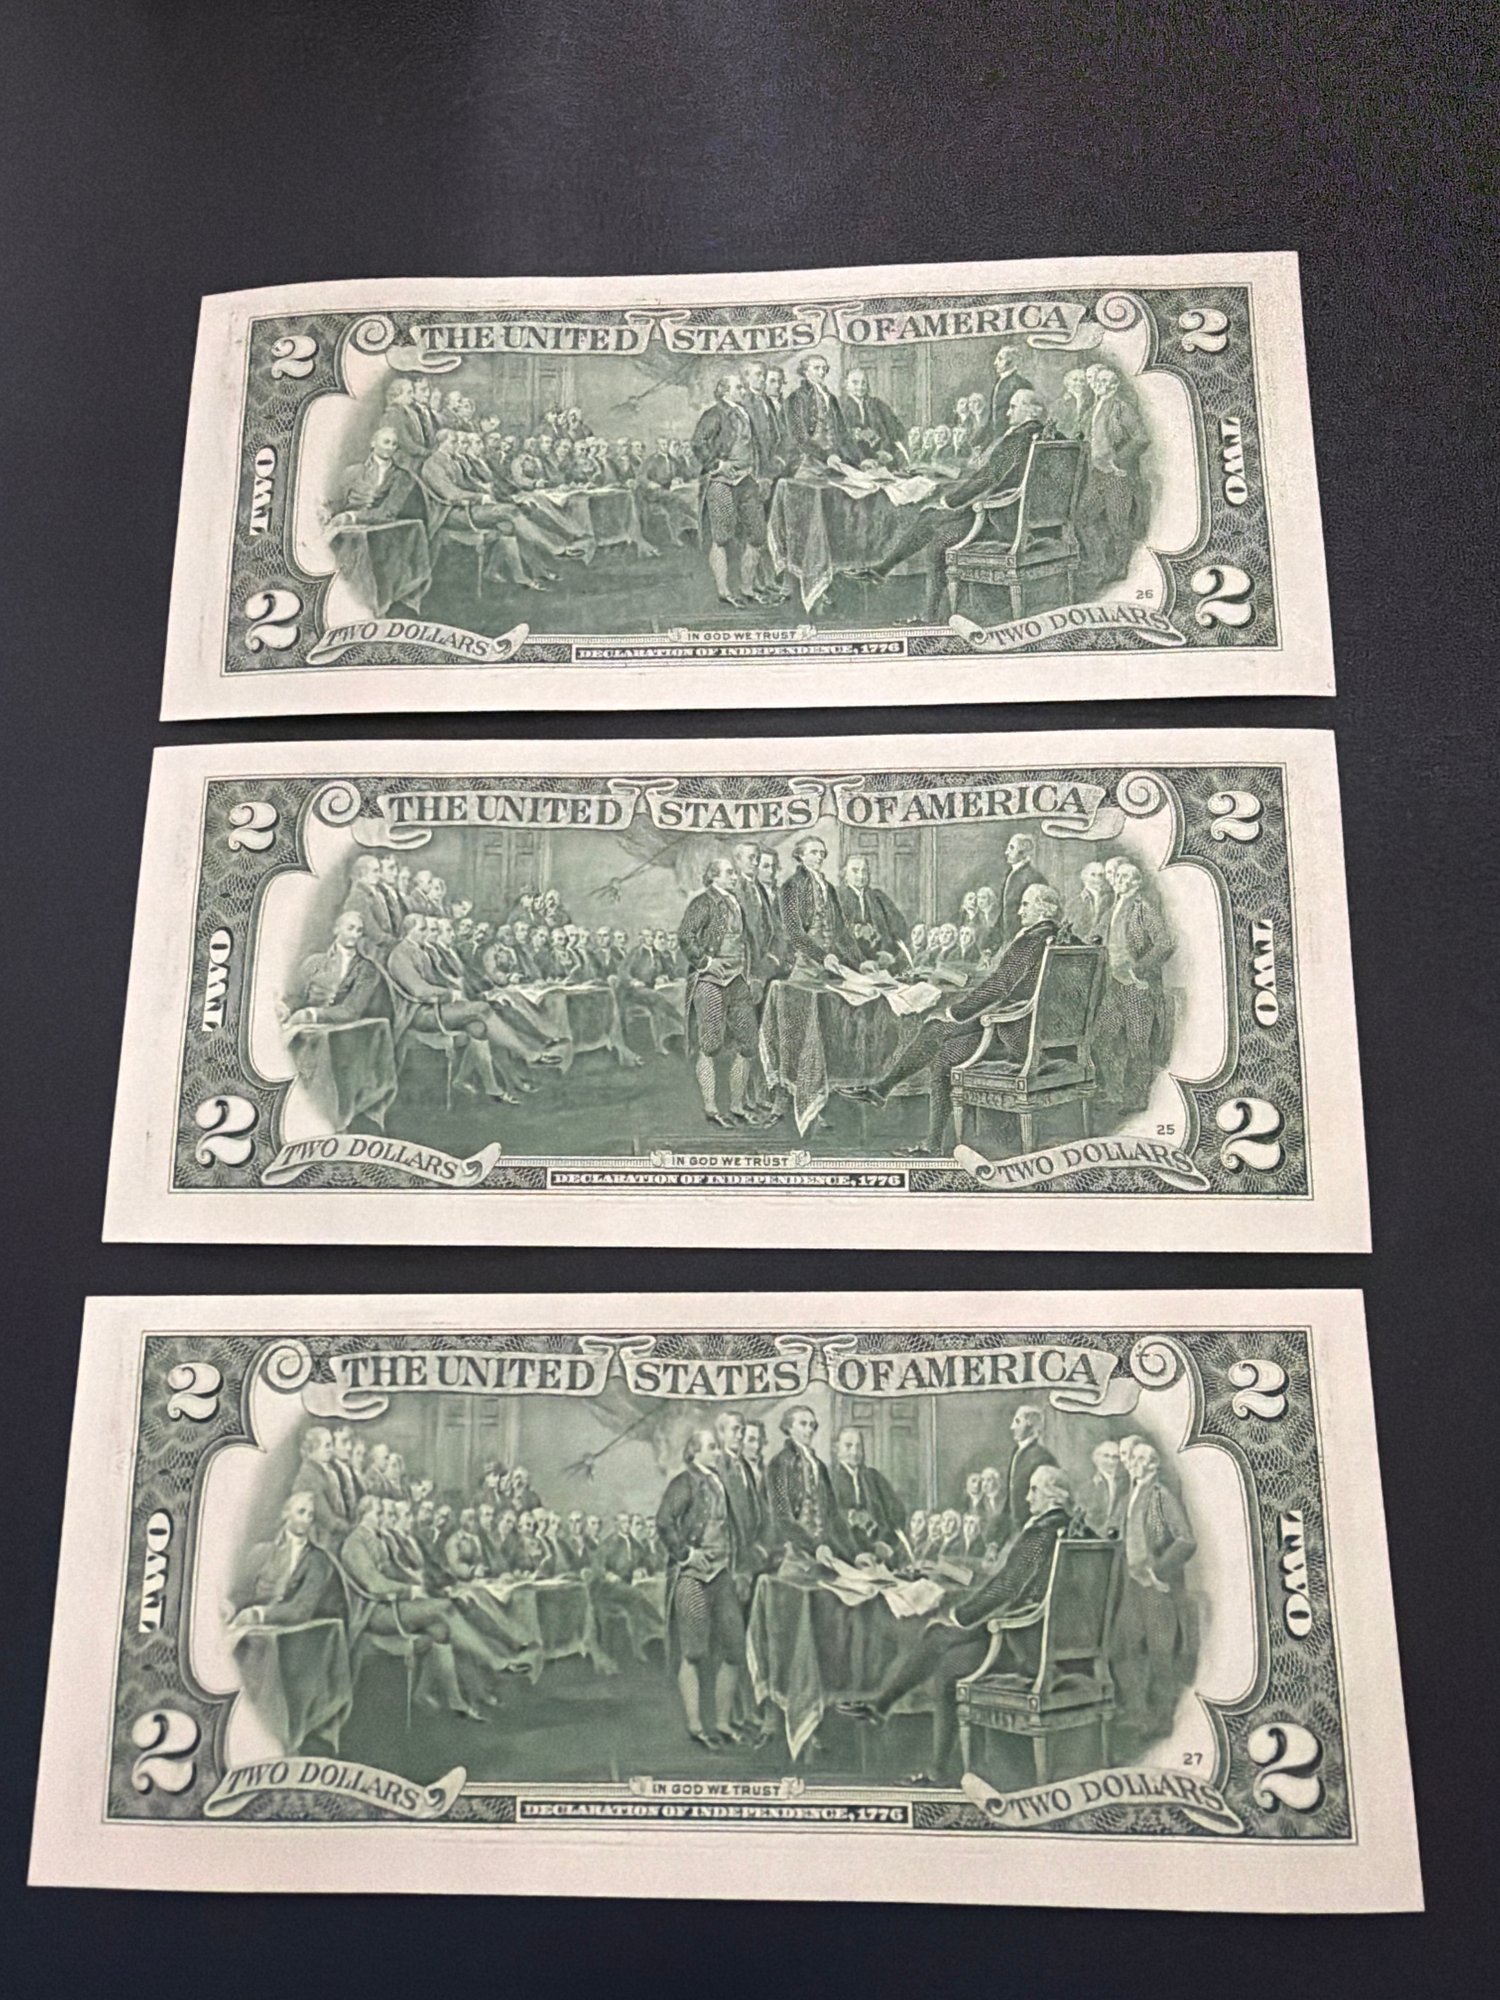 2 THE UNITED STATES OF AMERICA 2
TWO TWO
26
2 TWO DOLLARS IN GOD WE TRUST TWO DOLLARS 2
DECLARATION OF INDEPENDENCE, 1776
2 THE UNITED STATES OF AMERICA 2
TWO TWO
25
2 TWO DOLLARS IN GOD WE TRUST TWO DOLLARS 2
DECLARATION OF INDEPENDENCE, 1776
2 THE UNITED STATES OF AMERICA 2
TWO TWO
27
2 TWO DOLLARS IN GOD WE TRUST TWO DOLLARS 2
DECLARATION OF INDEPENDENCE, 1776